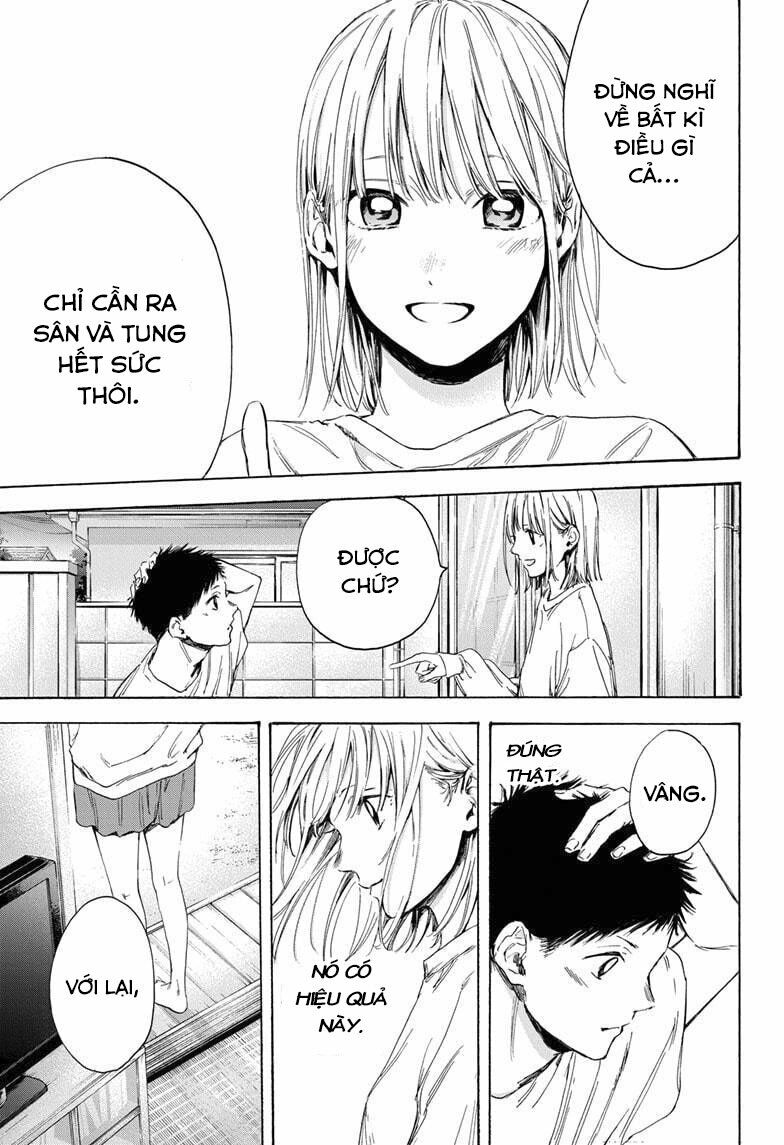 ĐỪNG NGHĨ
VỀ BẤT KÌ
ĐIỀU GÌ
CẢ...
CHỈ CẦN RA
SÂN VÀ TUNG
HẾT SỨC
THÔI.
ĐƯỢC
CHỨ?
VÂNG.
ĐÚNG
THẬT.
NÓ CÓ
HIỆU QUẢ
NÀY.
VỚI LẠI,